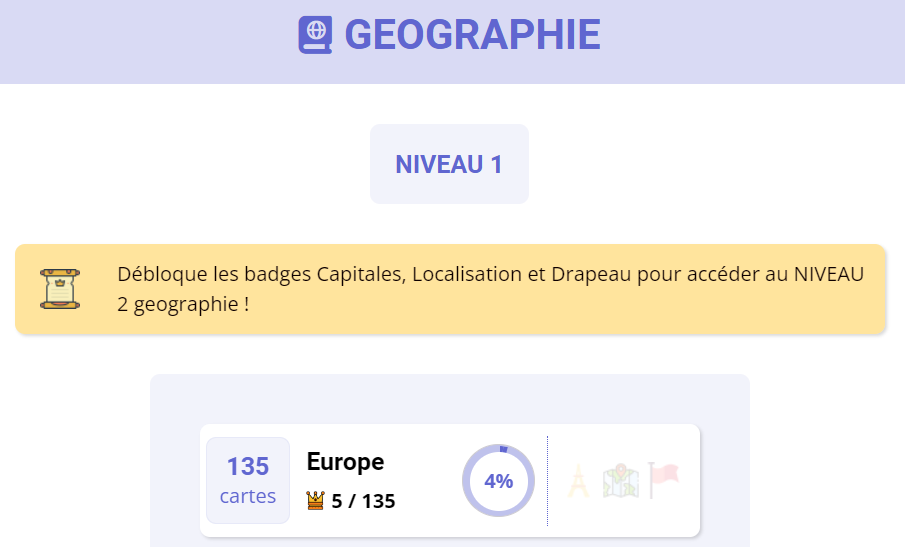 GEOGRAPHIE
NIVEAU 1
Débloque les badges Capitales, Localisation et Drapeau pour accéder au NIVEAU
2 geographie !
135
cartes
Europe
5 / 135
4%